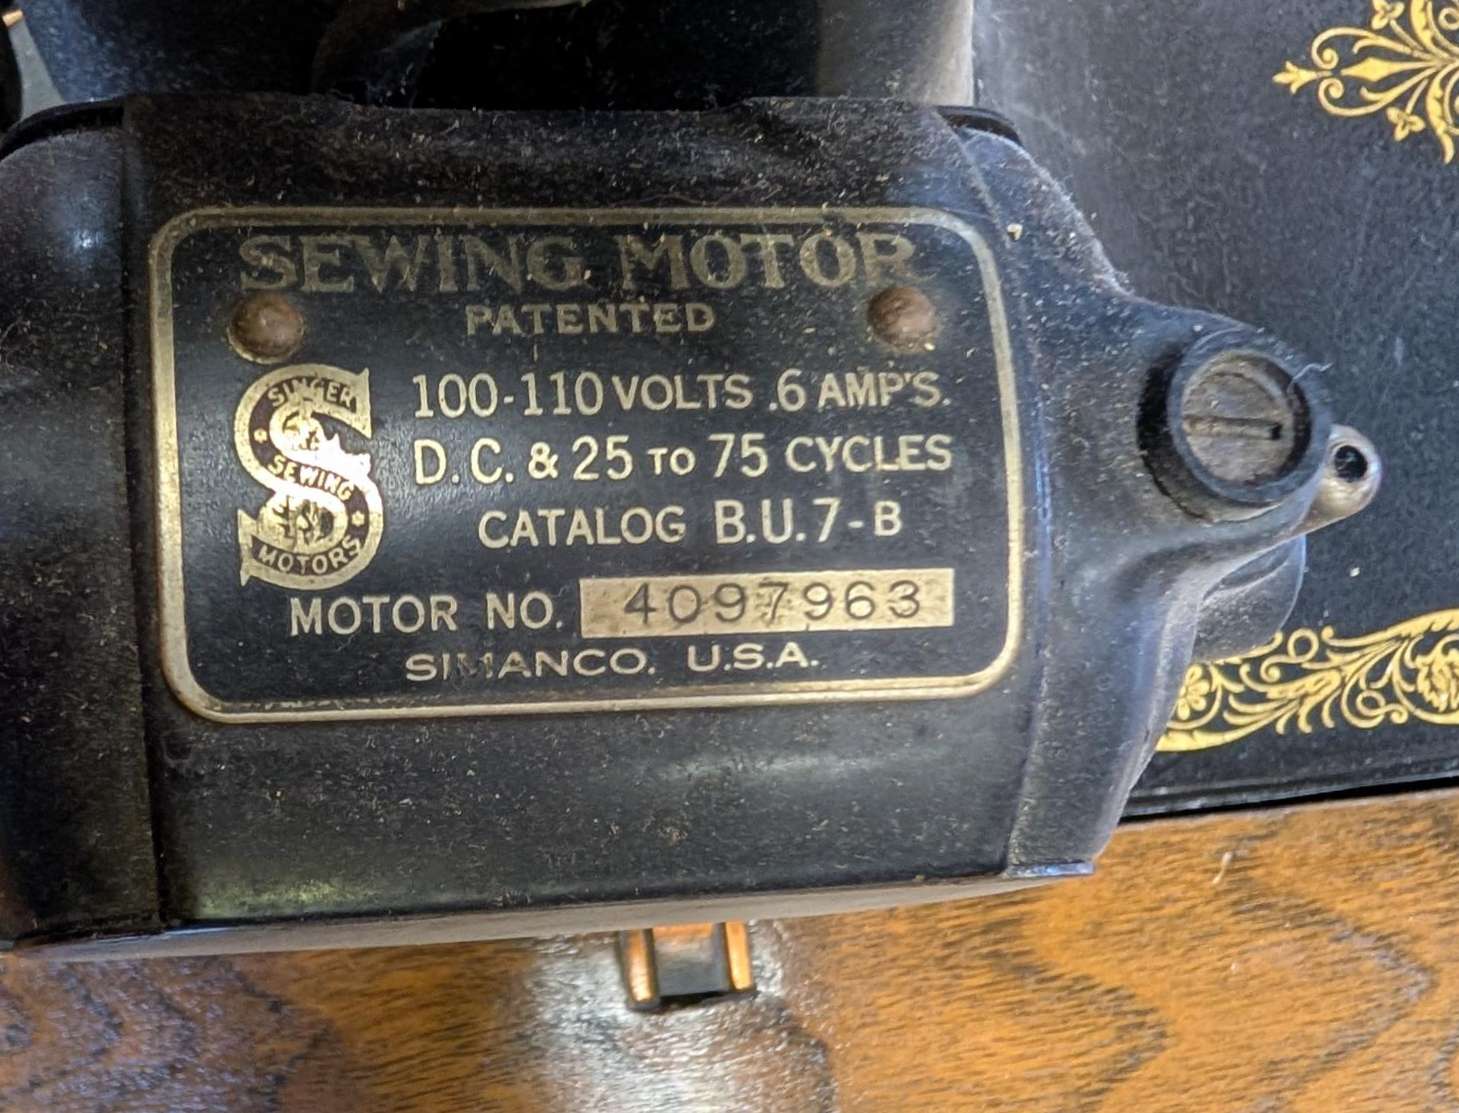 SEWING MOTOR
PATENTED
SINGER
SEWING
MOTORS
100-110 VOLTS .6 AMP'S.
D.C. & 25 TO 75 CYCLES
CATALOG B.U.7-B
MOTOR NO. 4097963
SIMANCO. U.S.A.